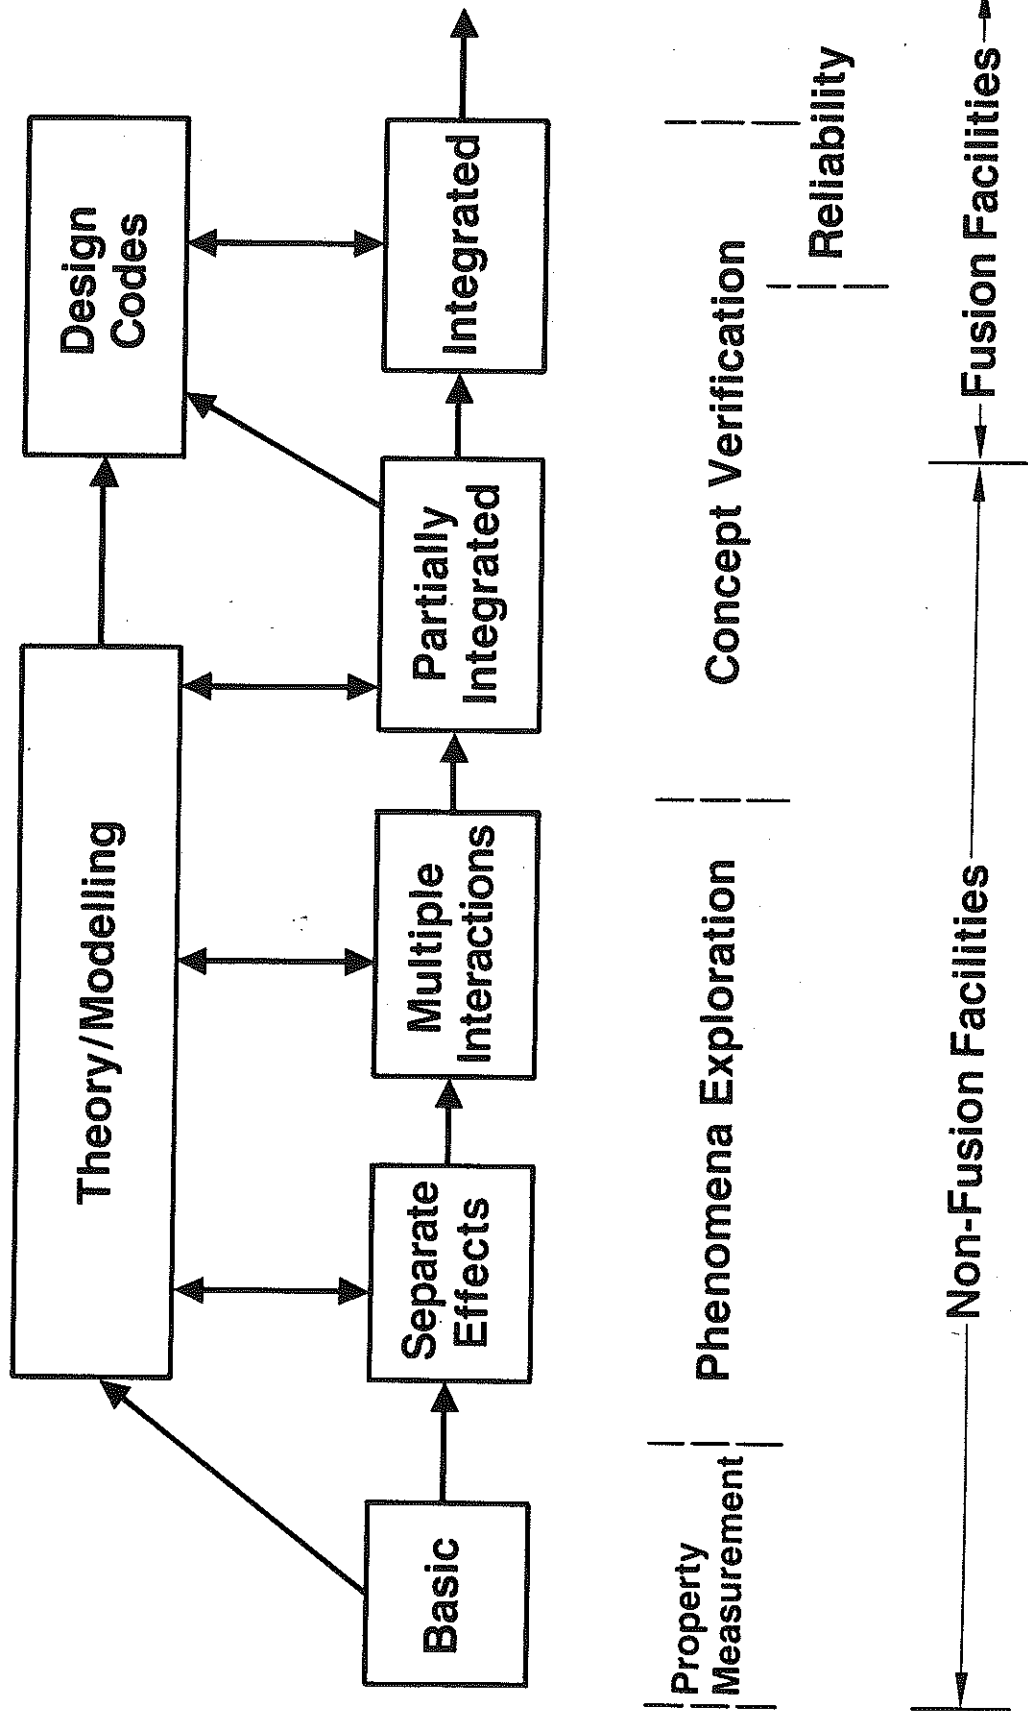 Theory/Modelling
Design
Codes
Basic
Separate
Effects
Multiple
Interactions
Partially
Integrated
Integrated
Property
Measurement
Phenomena Exploration
Concept Verification
Reliability
Non-Fusion Facilities
Fusion Facilities